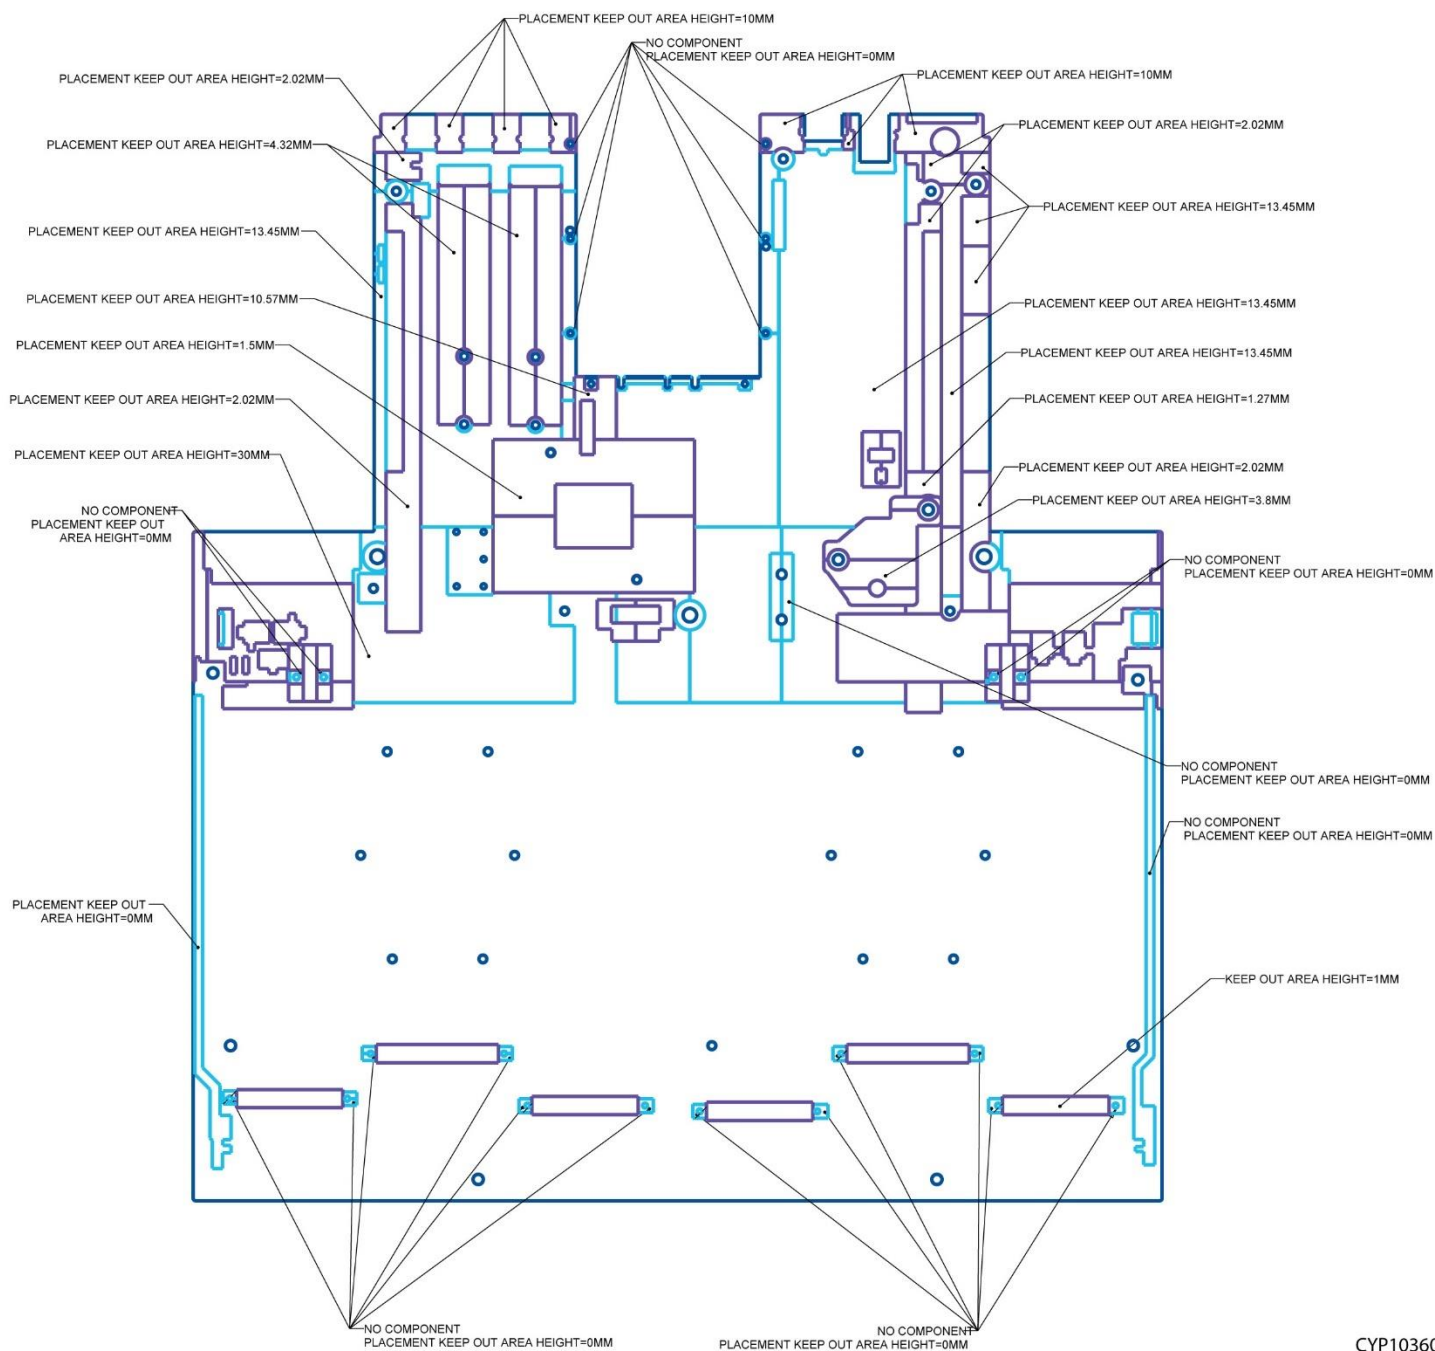 PLACEMENT KEEP OUT AREA HEIGHT=10MM
NO COMPONENT
PLACEMENT KEEP OUT AREA HEIGHT=0MM
PLACEMENT KEEP OUT AREA HEIGHT=2.02MM
PLACEMENT KEEP OUT AREA HEIGHT=10MM
PLACEMENT KEEP OUT AREA HEIGHT=4.32MM
PLACEMENT KEEP OUT AREA HEIGHT=2.02MM
PLACEMENT KEEP OUT AREA HEIGHT=13.45MM
PLACEMENT KEEP OUT AREA HEIGHT=13.45MM
PLACEMENT KEEP OUT AREA HEIGHT=10.57MM
PLACEMENT KEEP OUT AREA HEIGHT=13.45MM
PLACEMENT KEEP OUT AREA HEIGHT=1.5MM
PLACEMENT KEEP OUT AREA HEIGHT=13.45MM
PLACEMENT KEEP OUT AREA HEIGHT=2.02MM
PLACEMENT KEEP OUT AREA HEIGHT=1.27MM
PLACEMENT KEEP OUT AREA HEIGHT=30MM
PLACEMENT KEEP OUT AREA HEIGHT=2.02MM
PLACEMENT KEEP OUT AREA HEIGHT=3.8MM
NO COMPONENT
PLACEMENT KEEP OUT
AREA HEIGHT=0MM
NO COMPONENT
PLACEMENT KEEP OUT AREA HEIGHT=0MM
NO COMPONENT
PLACEMENT KEEP OUT AREA HEIGHT=0MM
NO COMPONENT
PLACEMENT KEEP OUT AREA HEIGHT=0MM
PLACEMENT KEEP OUT
AREA HEIGHT=0MM
KEEP OUT AREA HEIGHT=1MM
NO COMPONENT
PLACEMENT KEEP OUT AREA HEIGHT=0MM
NO COMPONENT
PLACEMENT KEEP OUT AREA HEIGHT=0MM
CYP10360